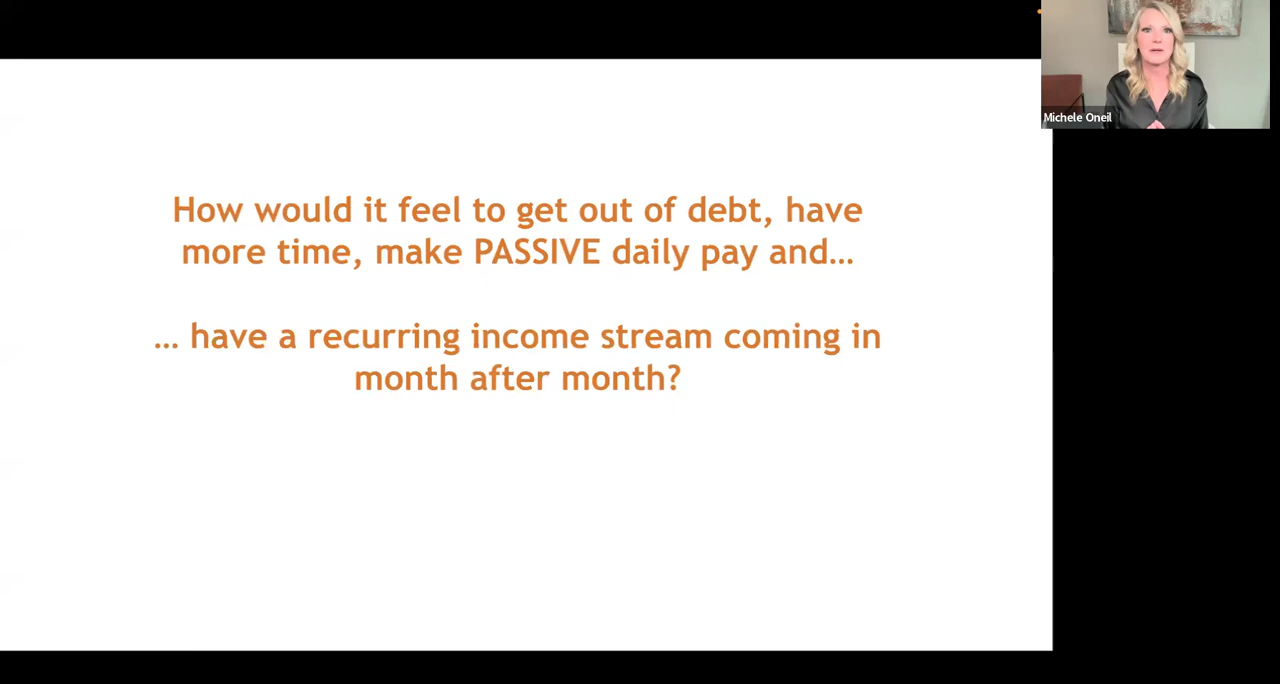 Michele Oneil
How would it feel to get out of debt, have
more time, make PASSIVE daily pay and...
... have a recurring income stream coming in
month after month?